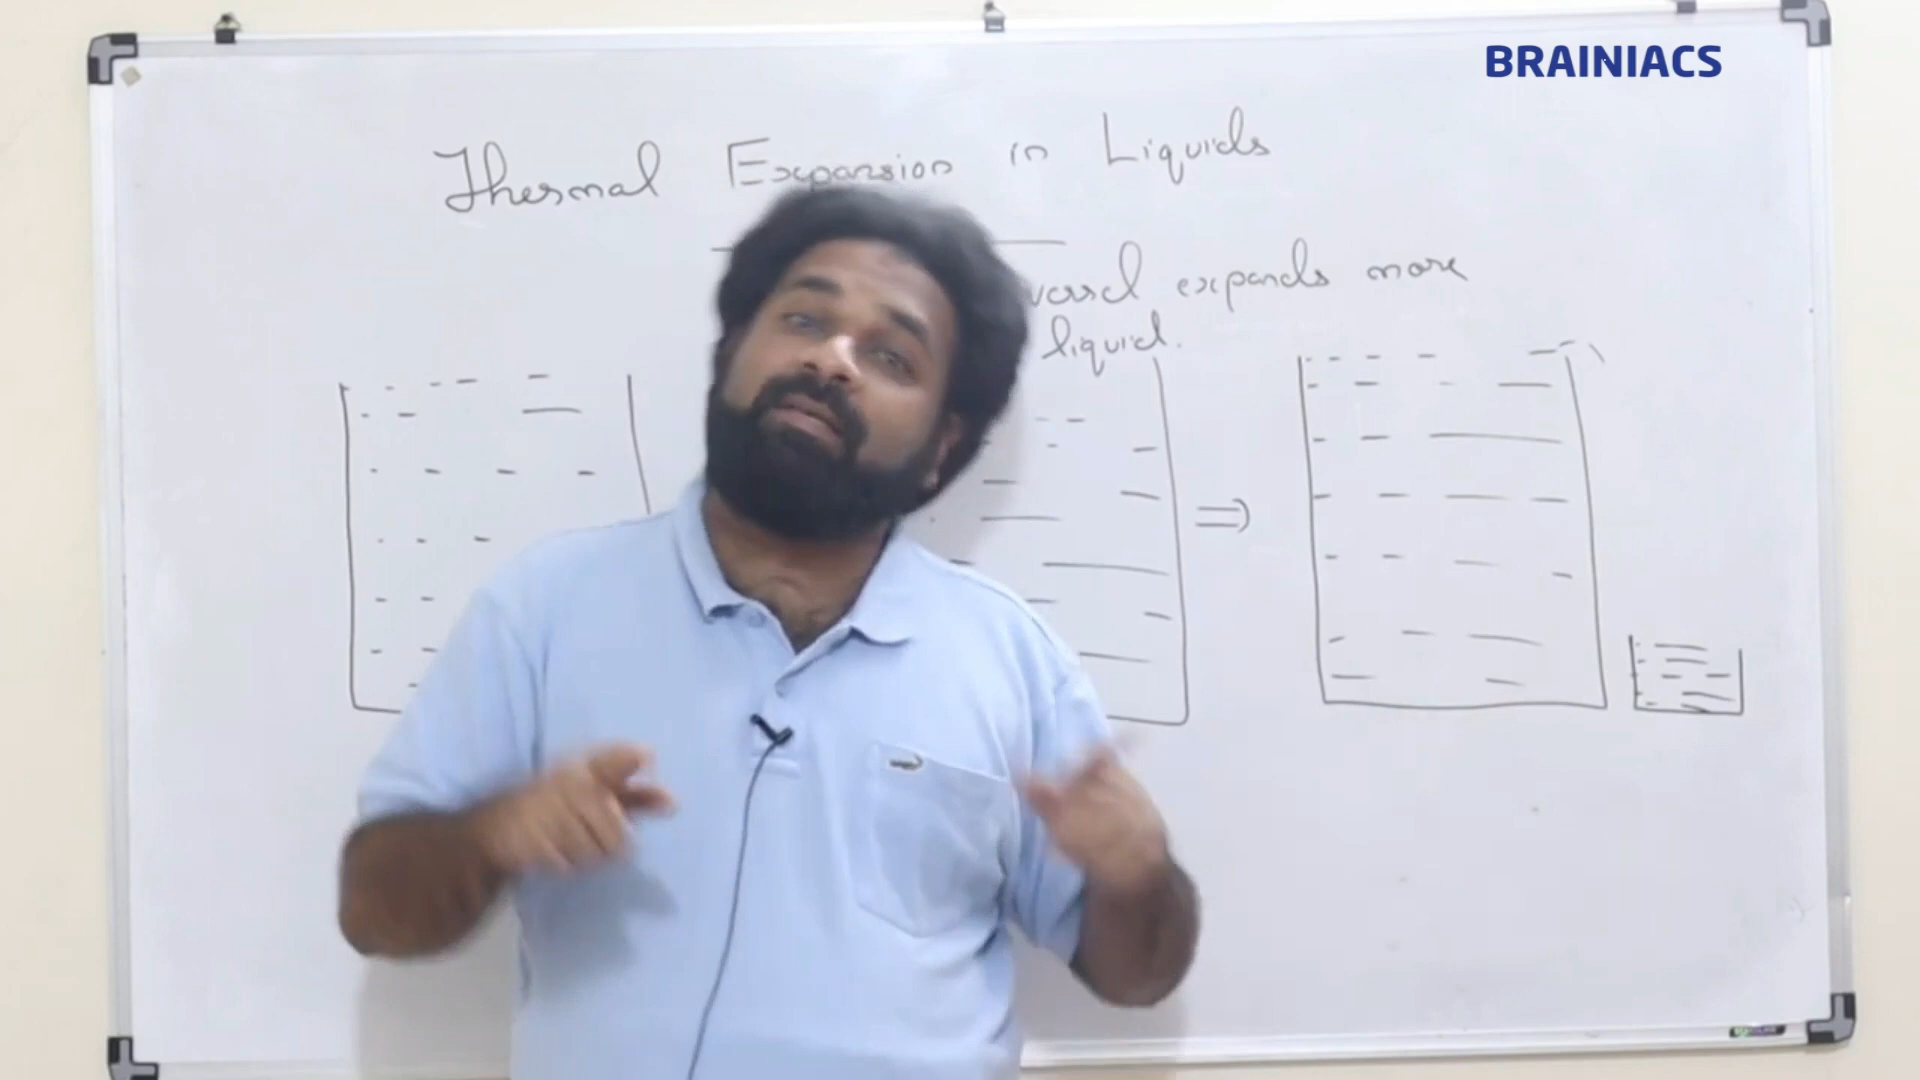 BRAINIACS
Thermal Expansion in Liquids
vessel expands more
liquid.